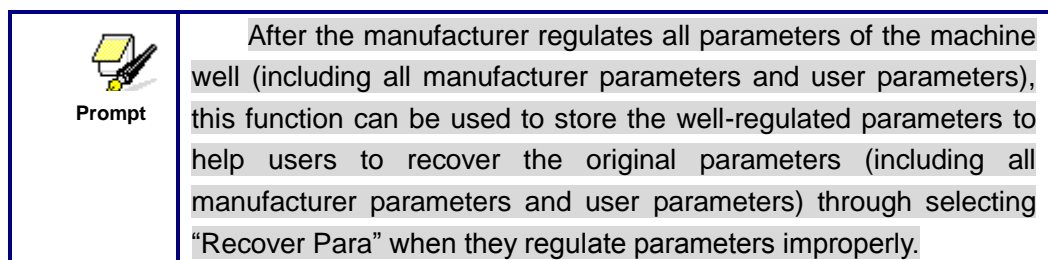 Prompt
After the manufacturer regulates all parameters of the machine
well (including all manufacturer parameters and user parameters),
this function can be used to store the well-regulated parameters to
help users to recover the original parameters (including all
manufacturer parameters and user parameters) through selecting
“Recover Para” when they regulate parameters improperly.